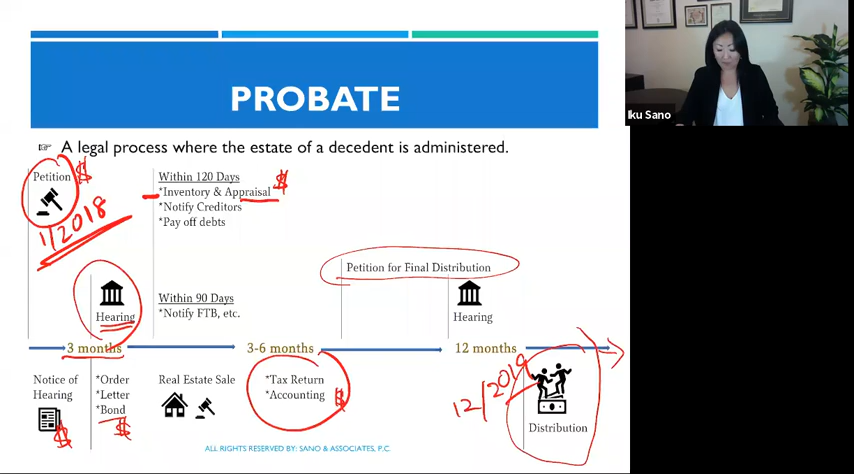 PROBATE
☞ A legal process where the estate of a decedent is administered.
Petition $
1/2018
Within 120 Days
*Inventory & Appraisal $
*Notify Creditors
*Pay off debts
Hearing
Within 90 Days
*Notify FTB, etc.
Petition for Final Distribution
Hearing
3 months
3-6 months
12 months
Notice of
Hearing
$
*Order
*Letter
*Bond
$
Real Estate Sale
*Tax Return
*Accounting $
12/2019
Distribution
ALL RIGHTS RESERVED BY: SANO & ASSOCIATES, P.C.
Iku Sano